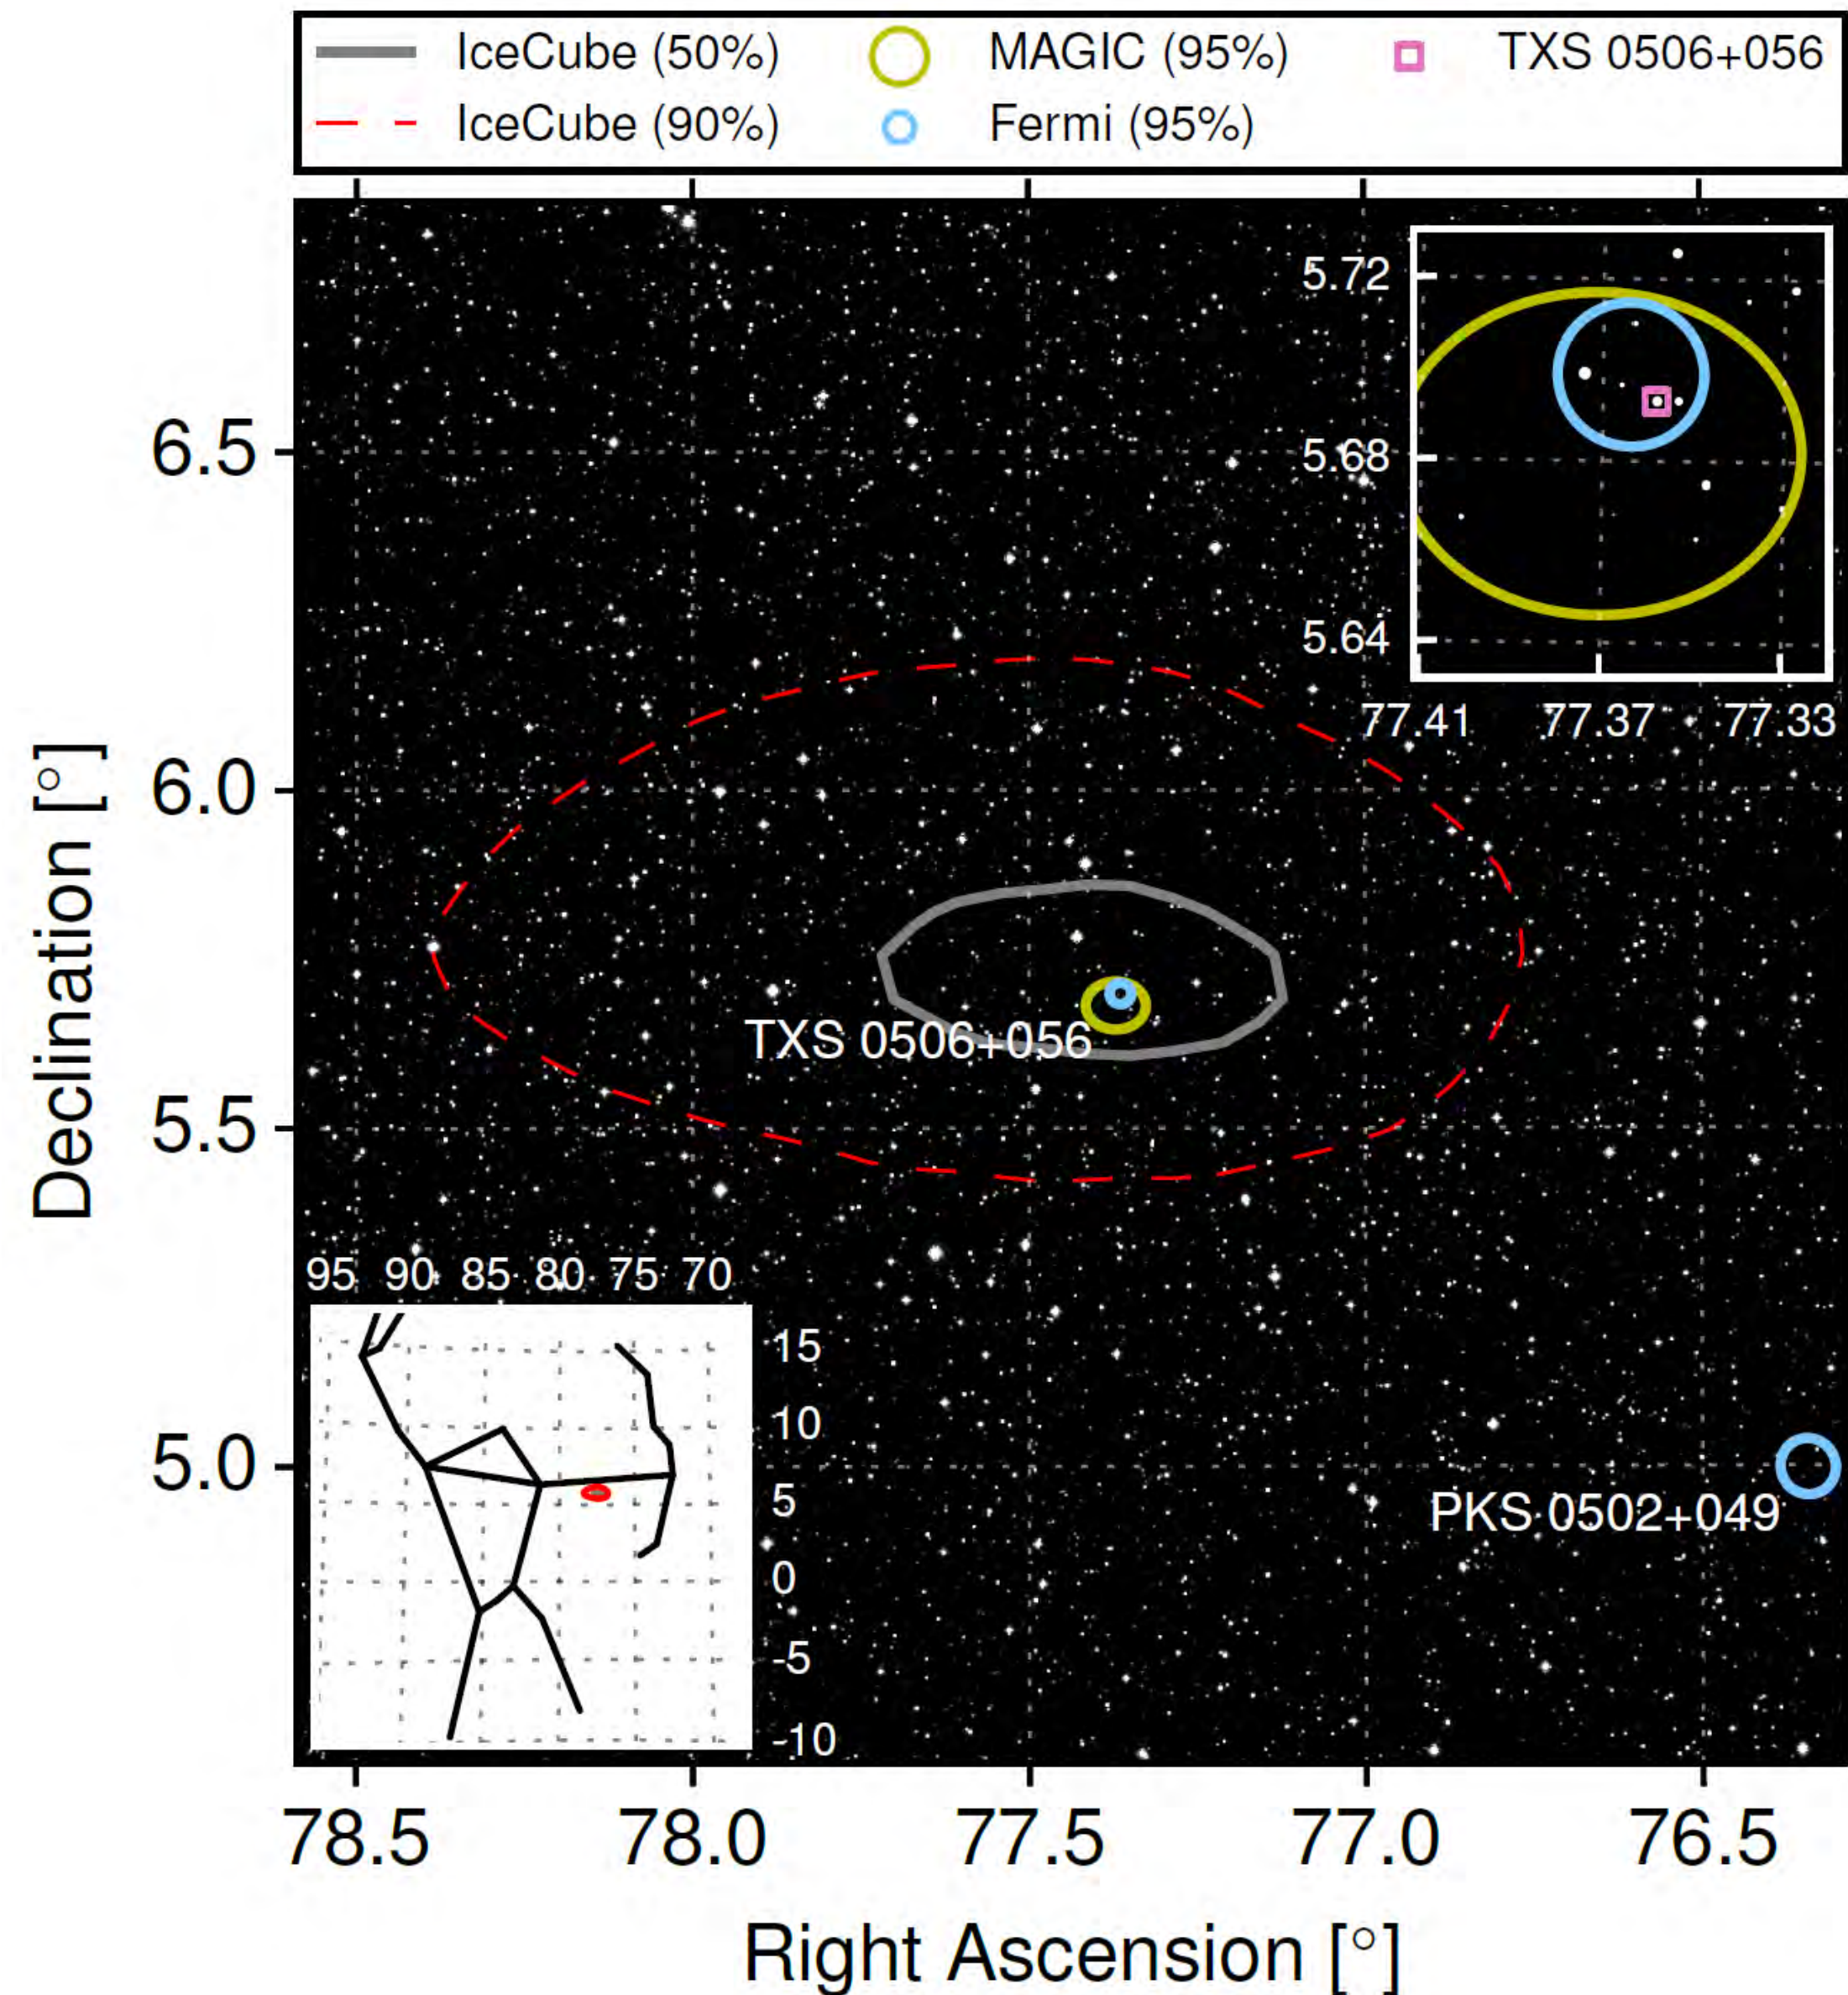 IceCube (50%) MAGIC (95%) TXS 0506+056
IceCube (90%) Fermi (95%)
5.72
5.68
5.64
77.41 77.37 77.33
6.5
6.0
5.5
5.0
Declination [°]
TXS 0506+056
95 90 85 80 75 70
15
10
5
0
-5
-10
PKS 0502+049
78.5 78.0 77.5 77.0 76.5
Right Ascension [°]